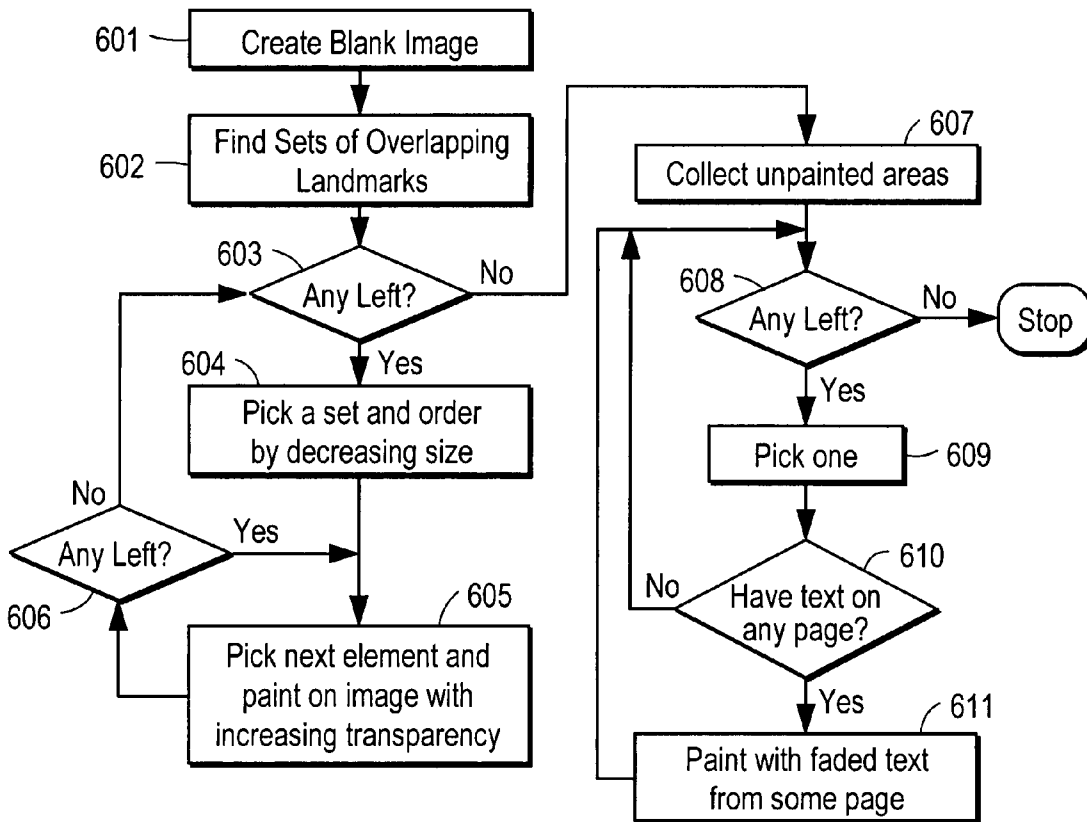 601
Create Blank Image
602
Find Sets of Overlapping
Landmarks
603
Any Left?
No
Yes
604
Pick a set and order
by decreasing size
No
Any Left?
Yes
606
605
Pick next element and
paint on image with
increasing transparency
607
Collect unpainted areas
608
Any Left?
No
Stop
Yes
Pick one
609
610
No
Have text on
any page?
Yes
611
Paint with faded text
from some page